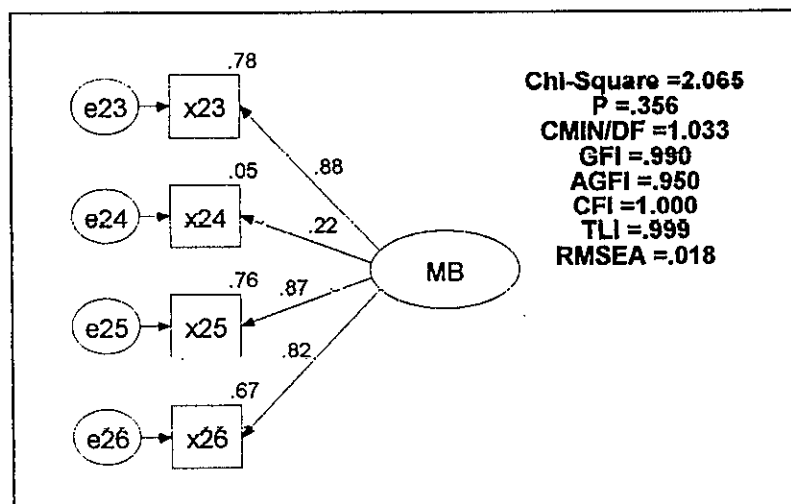 .78
e23 x23
.88
.05
e24 x24
.22
MB
.76
.87
e25 x25
.82
.67
e26 x26
Chi-Square =2.065
P =.356
CMIN/DF =1.033
GFI =.990
AGFI =.950
CFI =1.000
TLI =.999
RMSEA =.018